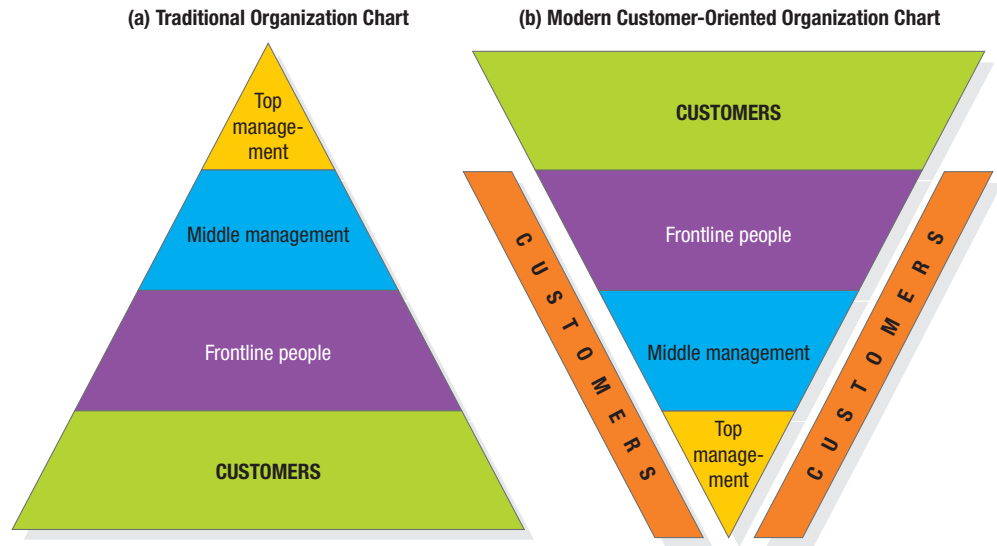 (a) Traditional Organization Chart
Top
manage-
ment
Middle management
Frontline people
CUSTOMERS
(b) Modern Customer-Oriented Organization Chart
CUSTOMERS
Frontline people
Middle management
Top
manage-
ment
CUSTOMERS
CUSTOMERS